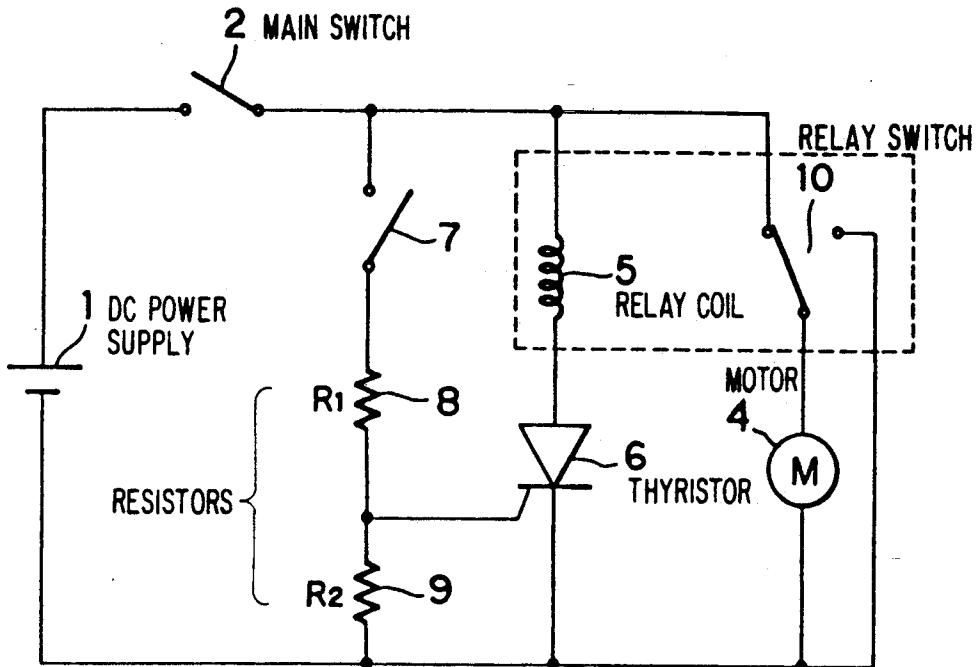 2 MAIN SWITCH
RELAY SWITCH
10
7
5
RELAY COIL
1 DC POWER
SUPPLY
MOTOR
4
R1
8
6
M
THYRISTOR
RESISTORS
R2
9